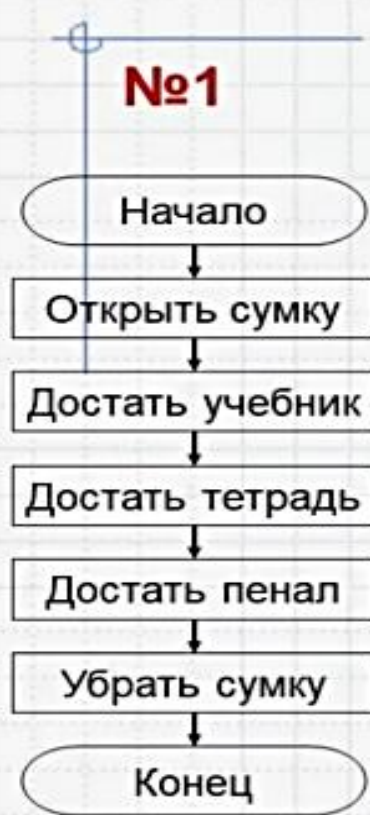 №1
Начало
Открыть сумку
Достать учебник
Достать тетрадь
Достать пенал
Убрать сумку
Конец